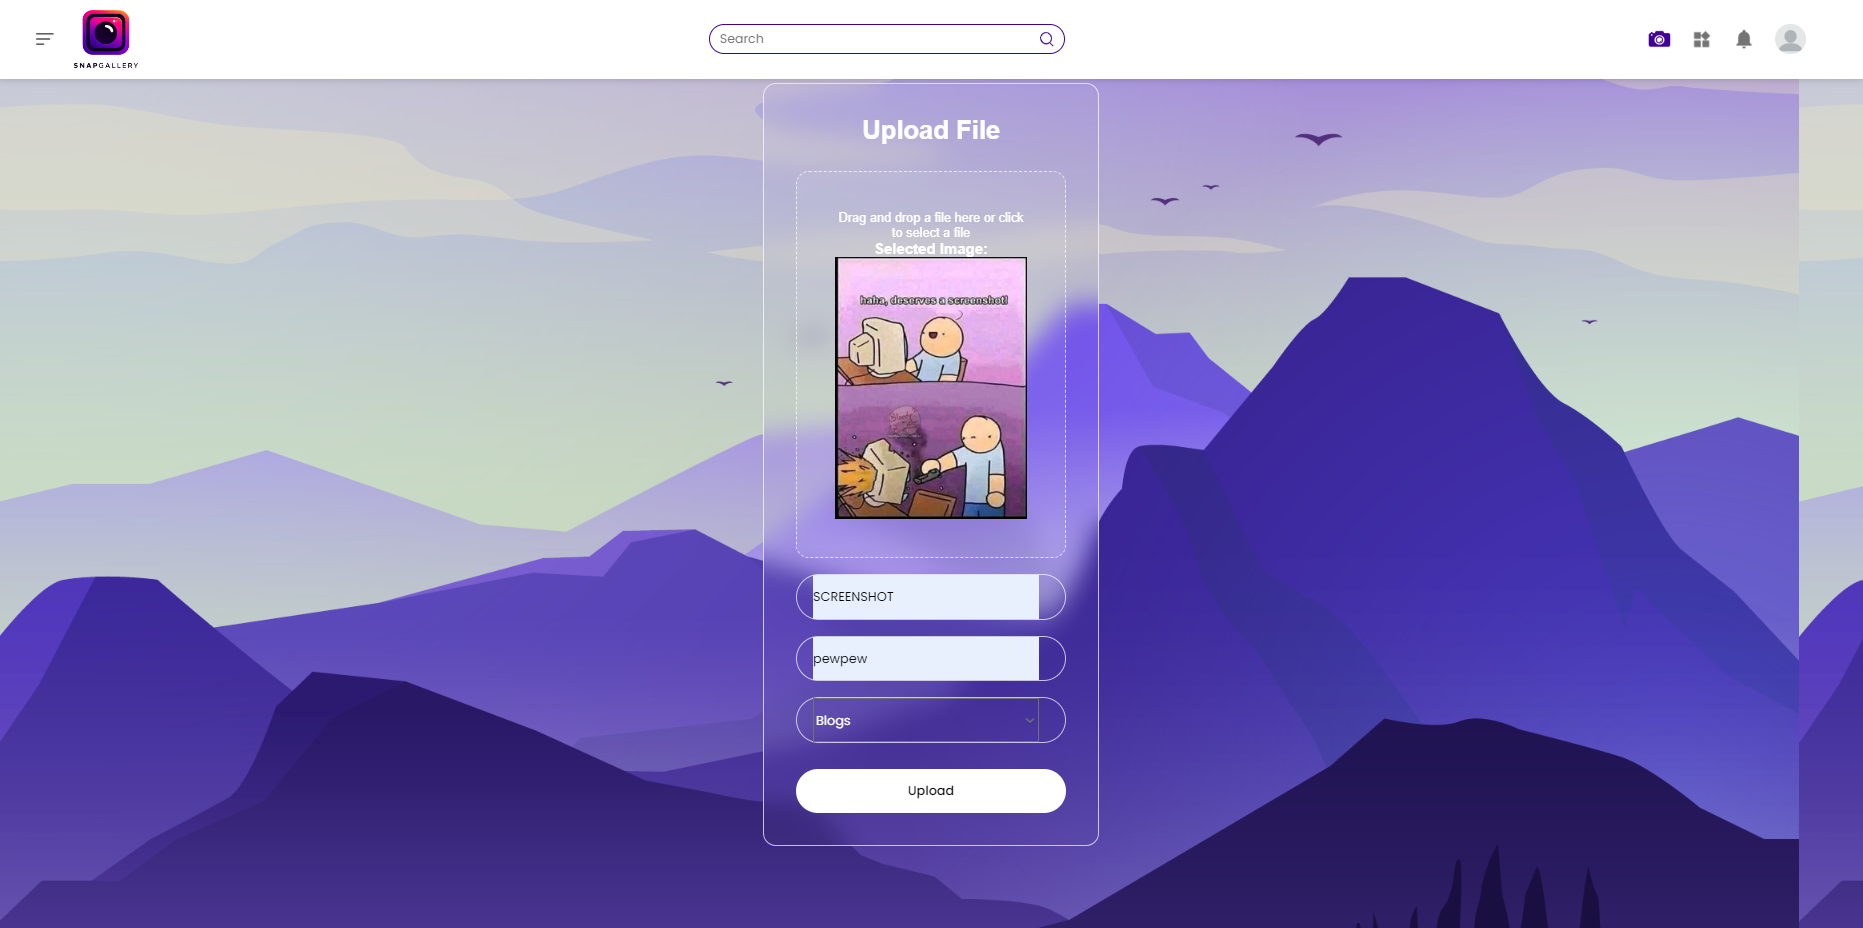 SNAPGALLERY
Search
Upload File
Drag and drop a file here or click
to select a file
Selected Image:
haha, deserves a screenshot!
SCREENSHOT
pewpew
Blogs
Upload